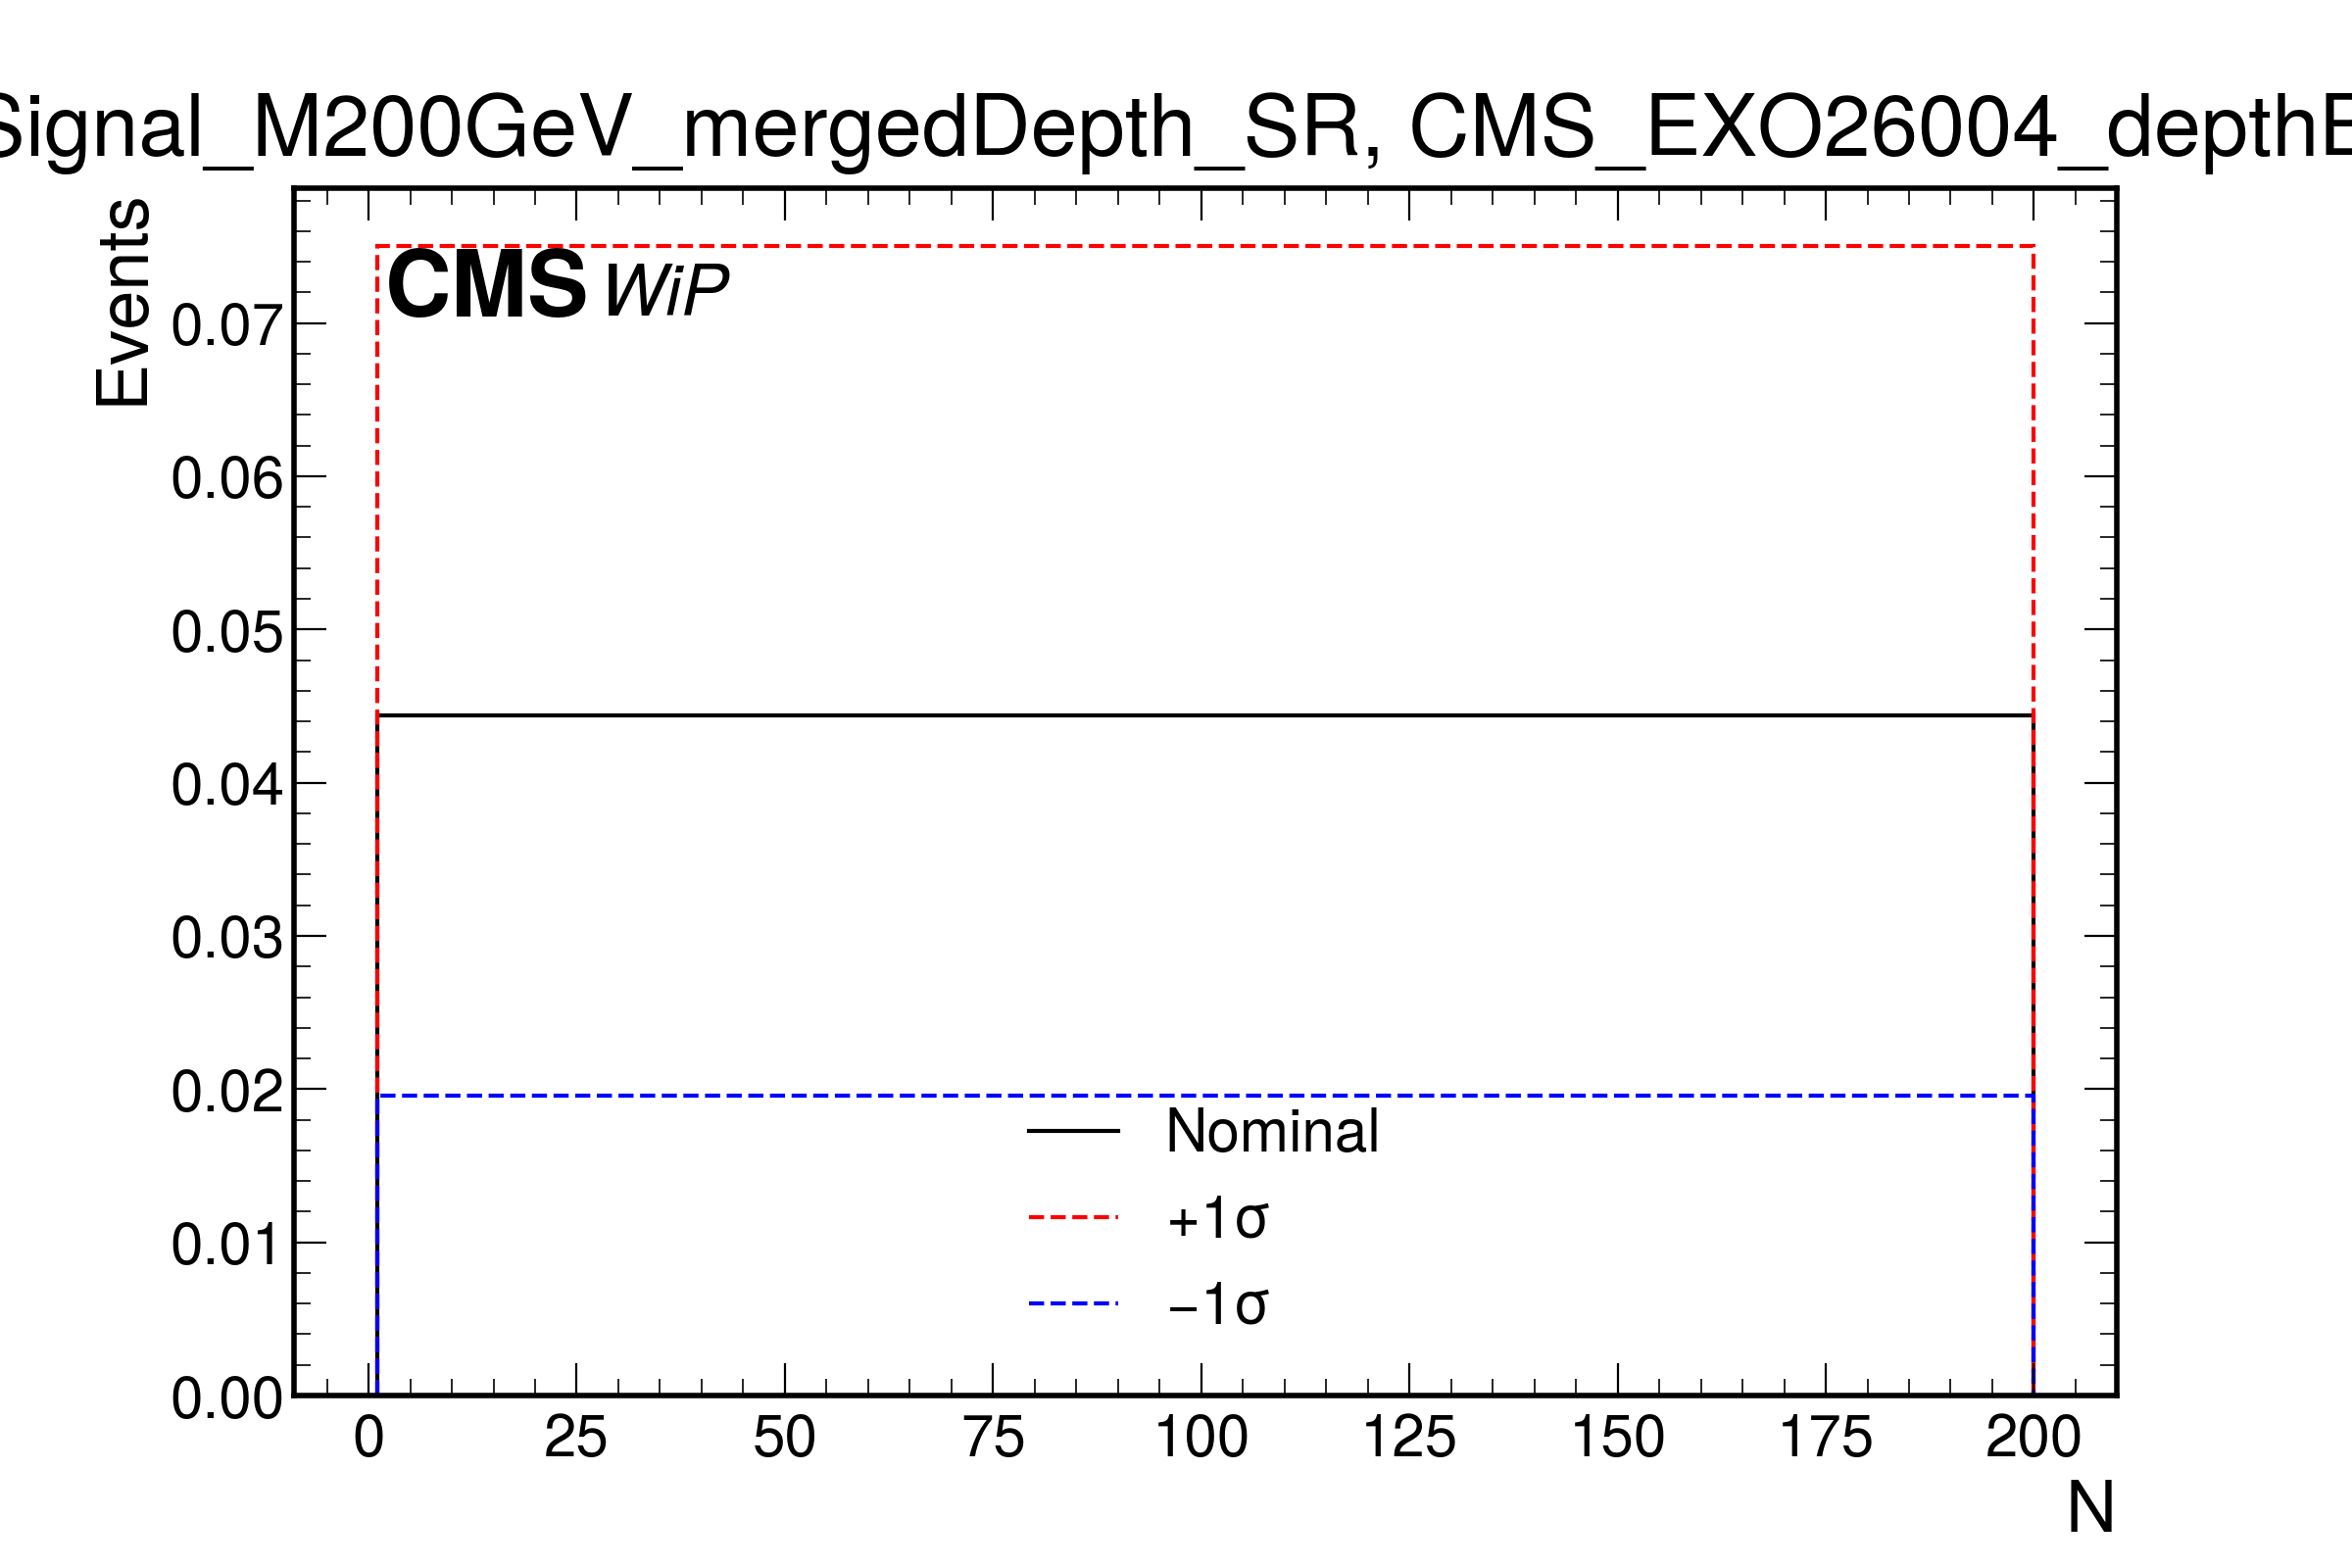 Signal_M200GeV_mergedDepth_SR, CMS_EXO26004_depthE
Events
CMS WiP
0.07
0.06
0.05
0.04
0.03
0.02
0.01
0.00
Nominal
+1σ
−1σ
0 25 50 75 100 125 150 175 200
N